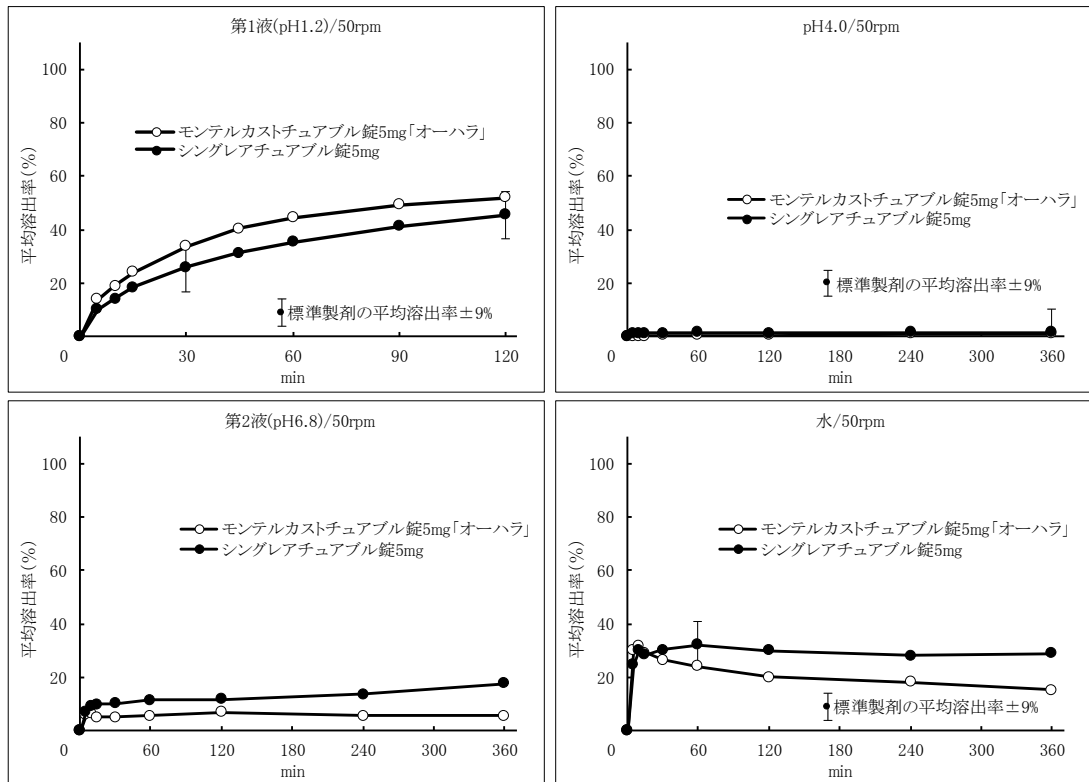 第1液(pH1.2)/50rpm
平均溶出率(%)
100
80
60
40
20
0
30
60
90
120
min
モンテルカストチュアブル錠5mg「オーハラ」
シングレアチュアブル錠5mg
標準製剤の平均溶出率±9%
pH4.0/50rpm
平均溶出率(%)
100
80
60
40
20
0
60
120
180
240
300
360
min
モンテルカストチュアブル錠5mg「オーハラ」
シングレアチュアブル錠5mg
標準製剤の平均溶出率±9%
第2液(pH6.8)/50rpm
平均溶出率(%)
100
80
60
40
20
0
60
120
180
240
300
360
min
モンテルカストチュアブル錠5mg「オーハラ」
シングレアチュアブル錠5mg
水/50rpm
平均溶出率(%)
100
80
60
40
20
0
60
120
180
240
300
360
min
モンテルカストチュアブル錠5mg「オーハラ」
シングレアチュアブル錠5mg
標準製剤の平均溶出率±9%